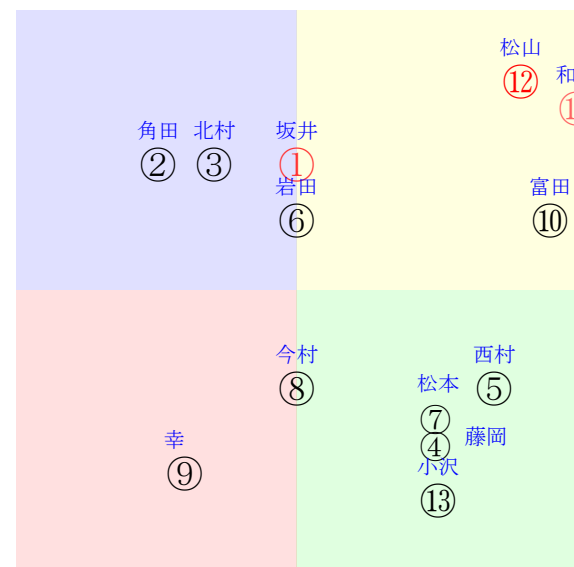 松山
⑫
和
角田 北村 坂井
② ③ ①
岩田 富田
⑥ ⑩
今村 西村
⑧ 松本 ⑤
⑦
幸 ④ 藤岡
⑨ 小沢
⑬